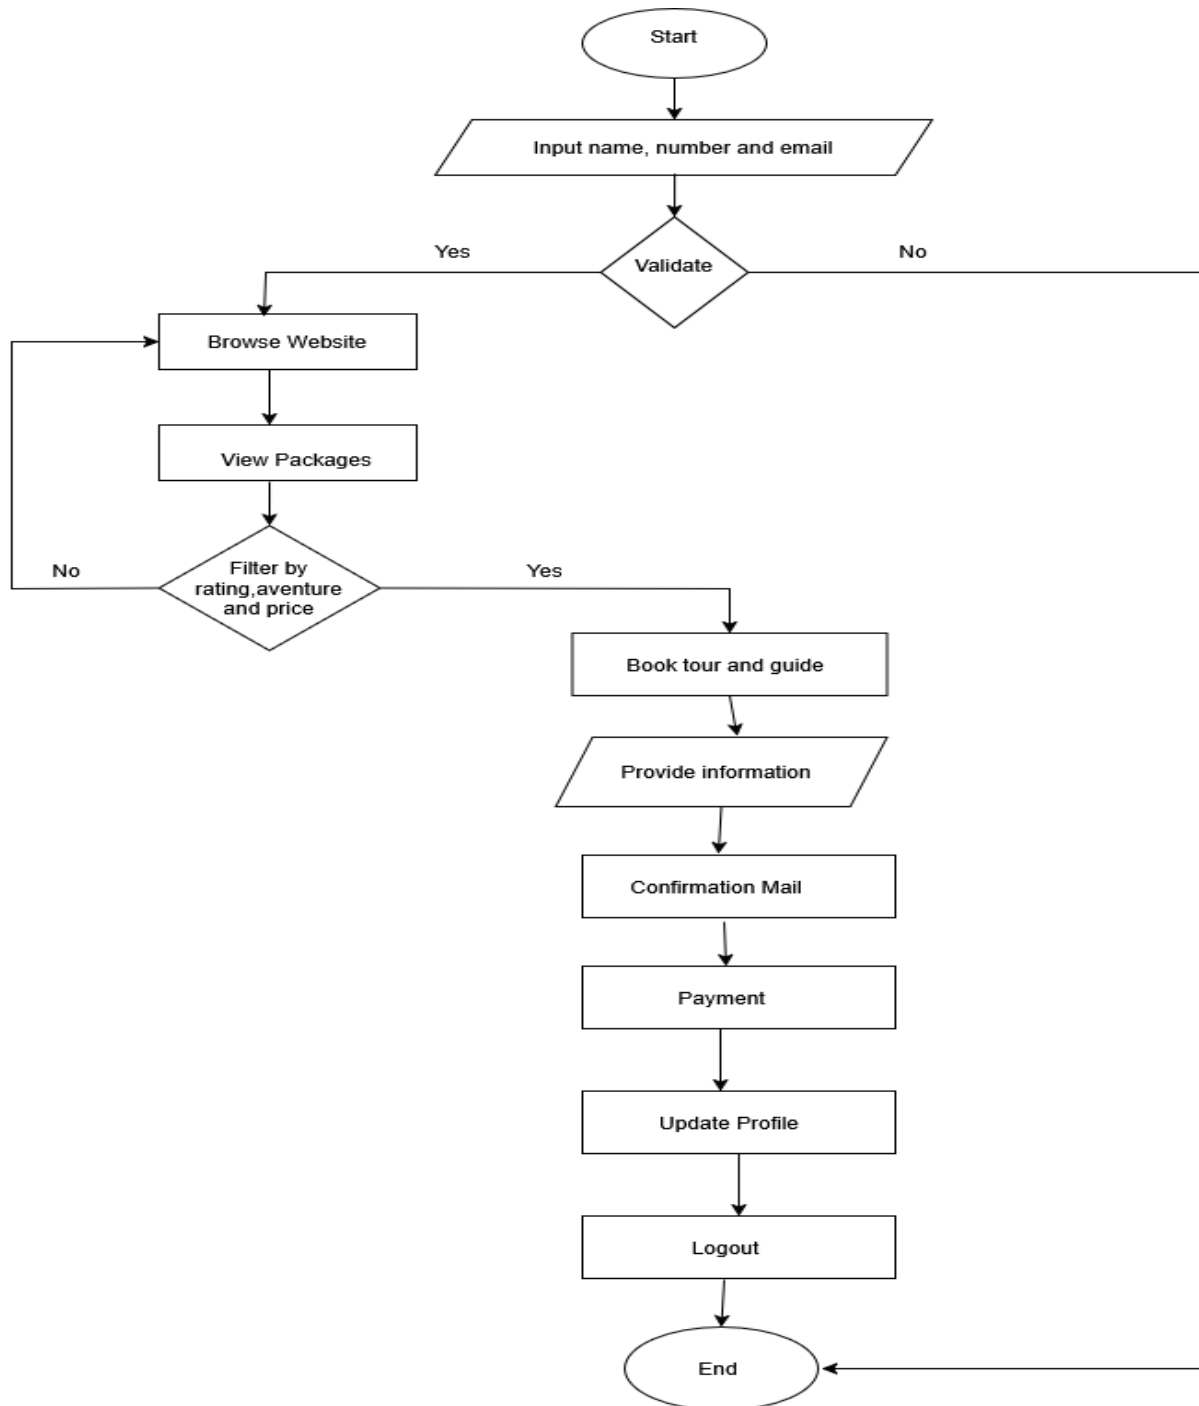 Start
Input name, number and email
Yes
Validate
No
Browse Website
View Packages
No
Filter by
rating,aventure
and price
Yes
Book tour and guide
Provide information
Confirmation Mail
Payment
Update Profile
Logout
End